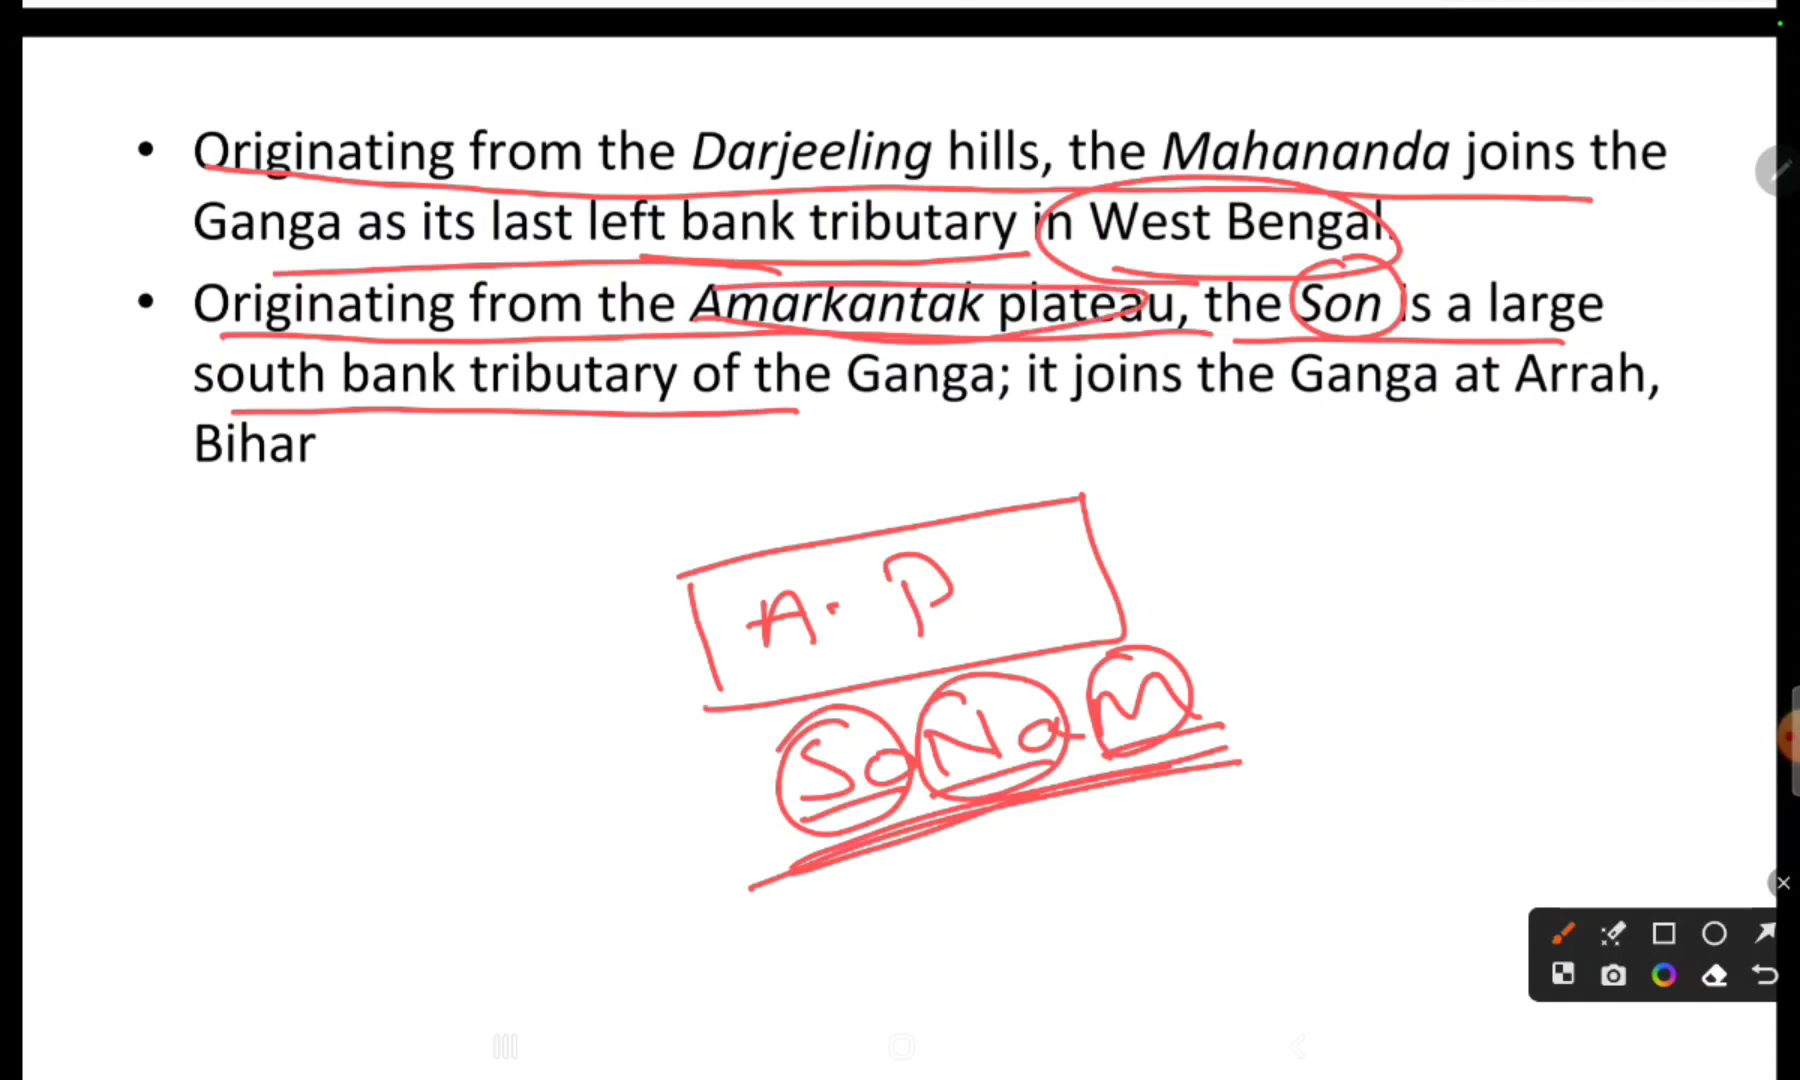 • Originating from the Darjeeling hills, the Mahananda joins the
Ganga as its last left bank tributary in West Bengal.
• Originating from the Amarkantak plateau, the Son is a large
south bank tributary of the Ganga; it joins the Ganga at Arrah,
Bihar
A. P
SoNaM